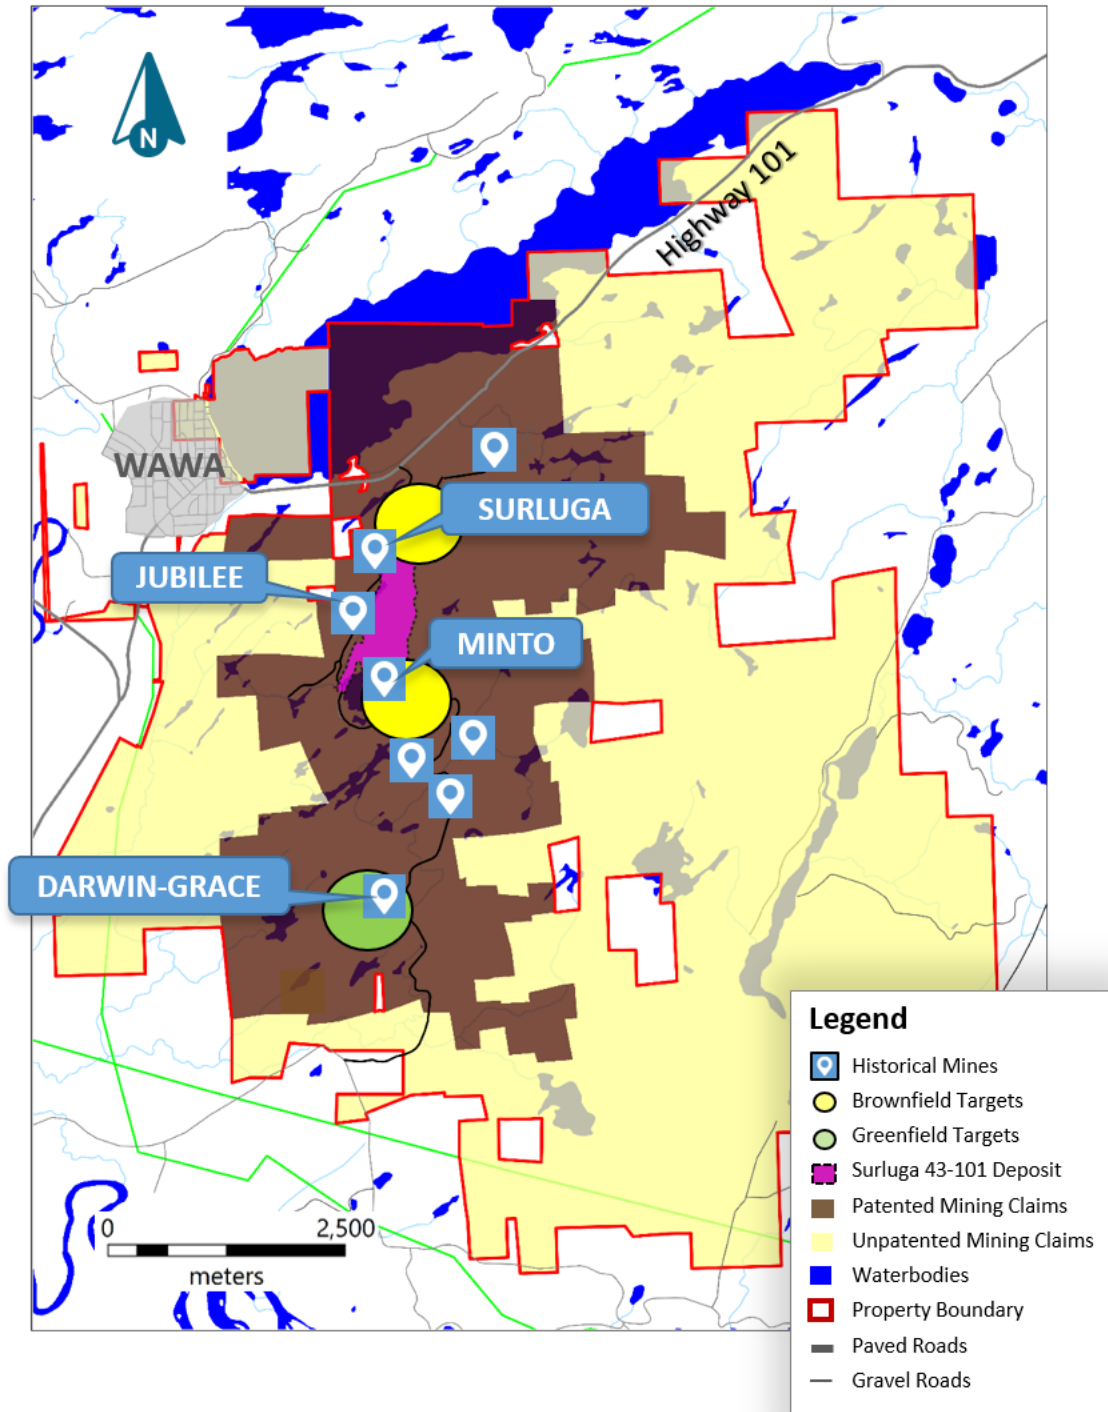 N
Highway 101
WAWA
SURLUGA
JUBILEE
MINTO
DARWIN-GRACE
0 2,500
meters
Legend
Historical Mines
Brownfield Targets
Greenfield Targets
Surluga 43-101 Deposit
Patented Mining Claims
Unpatented Mining Claims
Waterbodies
Property Boundary
Paved Roads
Gravel Roads